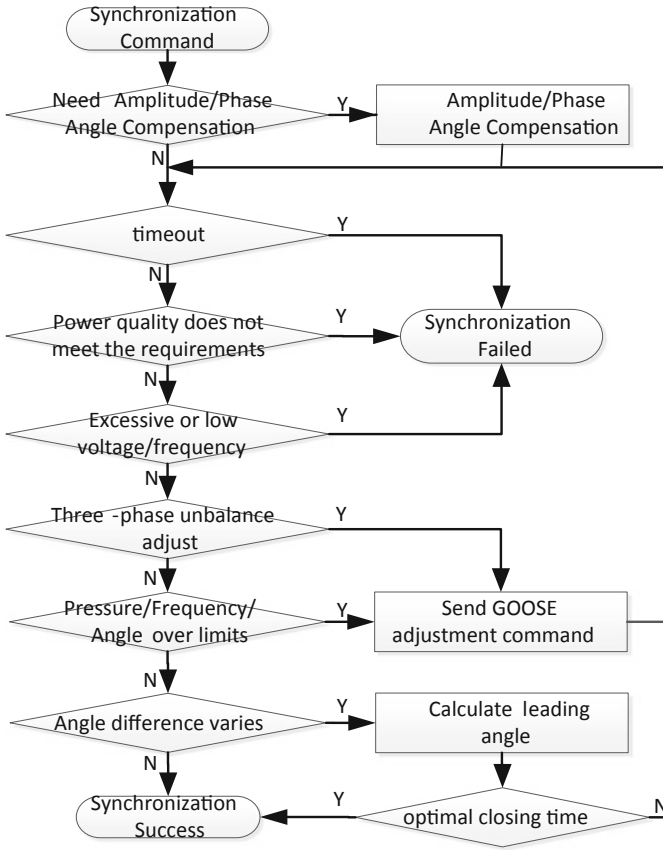 Synchronization
Command
Need Amplitude/Phase
Angle Compensation
Y
Amplitude/Phase
Angle Compensation
N
timeout
Y
N
Power quality does not
meet the requirements
Y
Synchronization
Failed
N
Excessive or low
voltage/frequency
Y
N
Three -phase unbalance
adjust
Y
N
Pressure/Frequency/
Angle over limits
Y
Send GOOSE
adjustment command
N
Angle difference varies
Y
Calculate leading
angle
N
Synchronization
Success
Y
optimal closing time
N